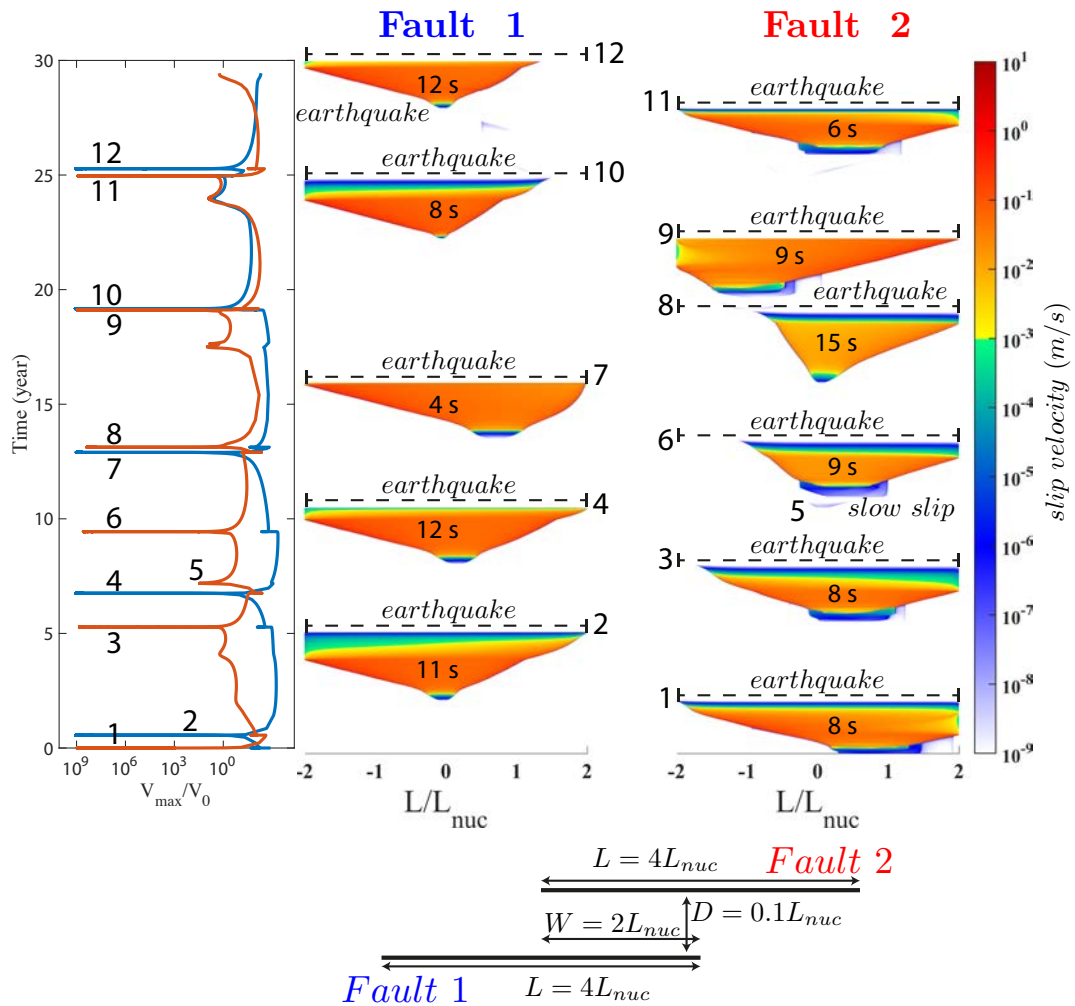 Fault 1
Fault 2
30
25
20
15
10
5
0
Time (year)
10^9
10^6
10^3
10^0
V_max/V_0
12
11
10
9
8
7
6
5
4
3
2
1
12
12 s
earthquake
earthquake
10
8 s
earthquake
7
4 s
earthquake
4
12 s
earthquake
2
11 s
-2
-1
0
1
2
L/L_nuc
earthquake
11
6 s
earthquake
9
9 s
earthquake
8
15 s
earthquake
6
9 s
5
slow slip
earthquake
3
8 s
earthquake
1
8 s
-2
-1
0
1
2
L/L_nuc
10^1
10^0
10^-1
10^-2
10^-3
10^-4
10^-5
10^-6
10^-7
10^-8
10^-9
slip velocity (m/s)
L = 4L_nuc
Fault 2
W = 2L_nuc
D = 0.1L_nuc
Fault 1
L = 4L_nuc